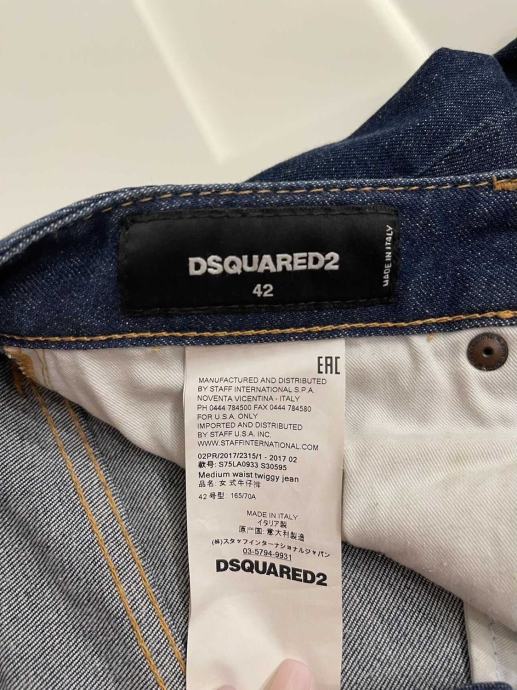 DSQUARED2
42
MADE IN ITALY
EAC
MANUFACTURED AND DISTRIBUTED
BY STAFF INTERNATIONAL S.P.A.
NOVENTA VICENTINA - ITALY
PH 0444 784500 FAX 0444 784580
FOR U.S.A. ONLY
IMPORTED AND DISTRIBUTED
BY STAFF U.S.A. INC.
WWW.STAFFINTERNATIONAL.COM
02PR/2017/2315/1 - 2017 02
款号: S75LA0933 S30595
Medium waist twiggy jean
品名: 女式牛仔裤
42 号型: 165/70A
MADE IN ITALY
イタリア製
原产国: 意大利製造
(株)スタッフインターナショナルジャパン
03-5794-9931
DSQUARED2